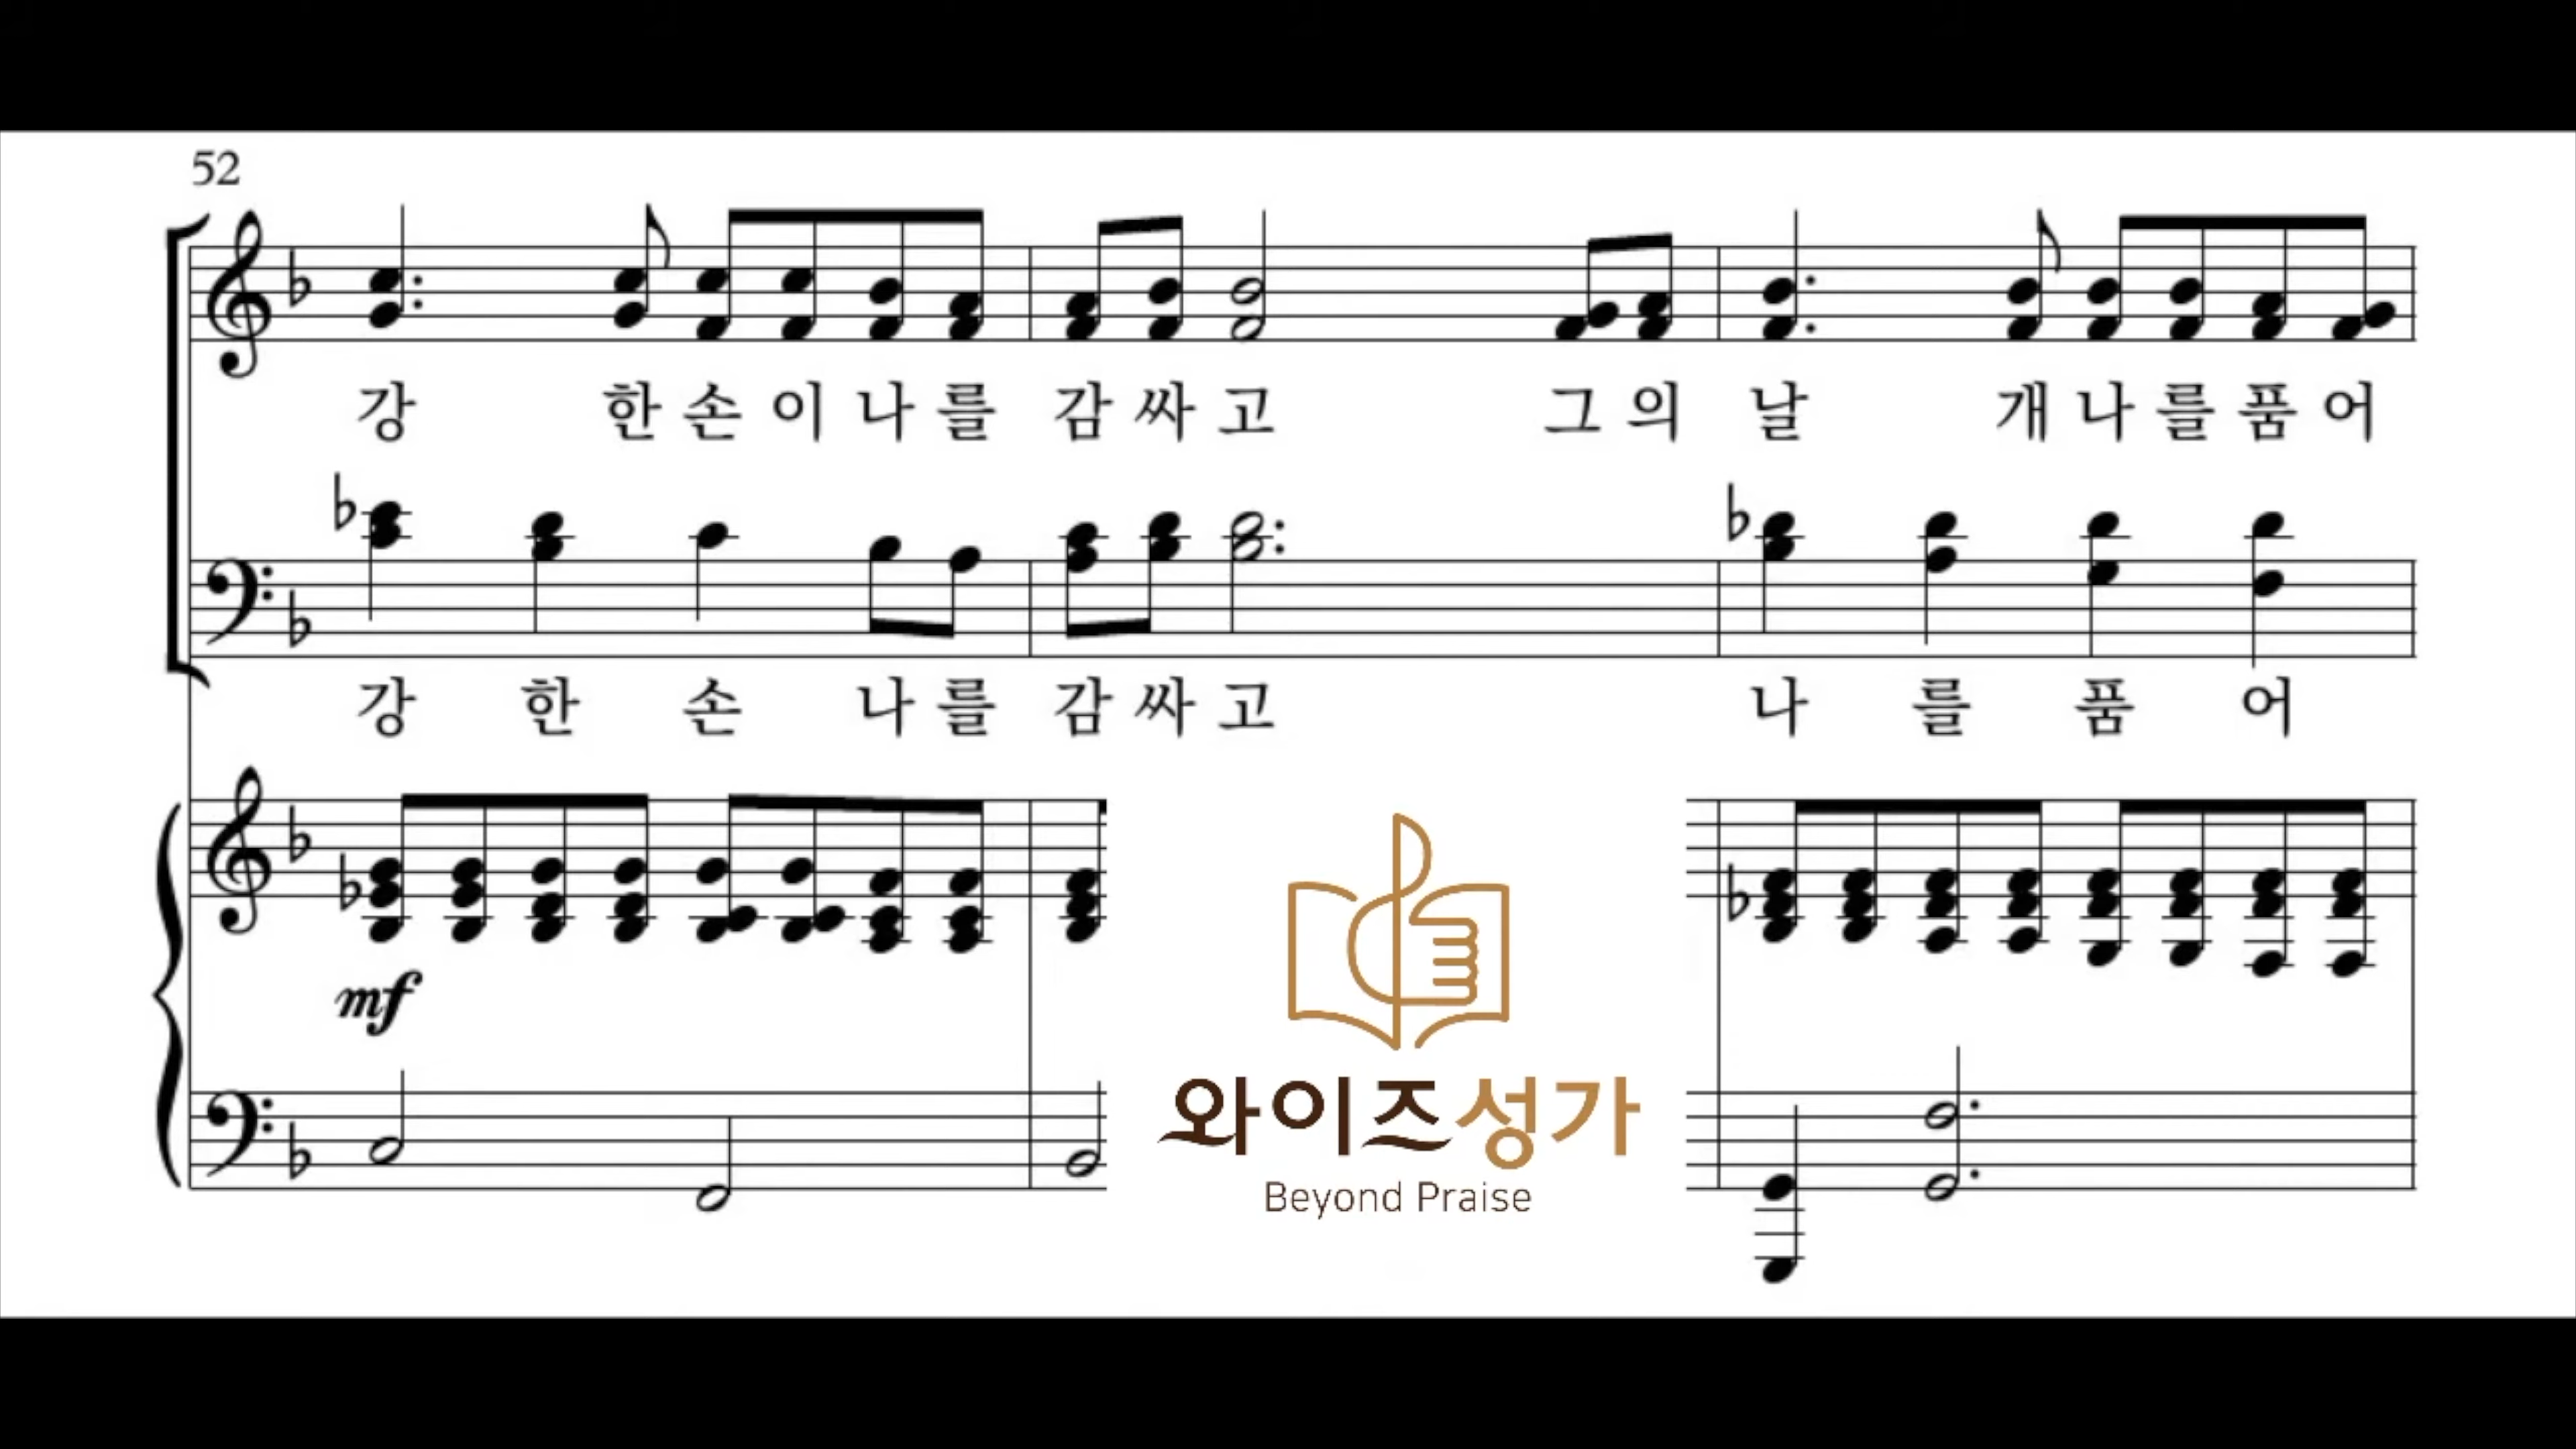 52
강 한 손 이 나 를 감 싸 고 그 의 날 개 나 를 품 어
강 한 손 나 를 감 싸 고 나 를 품 어
mf
와이즈성가
Beyond Praise